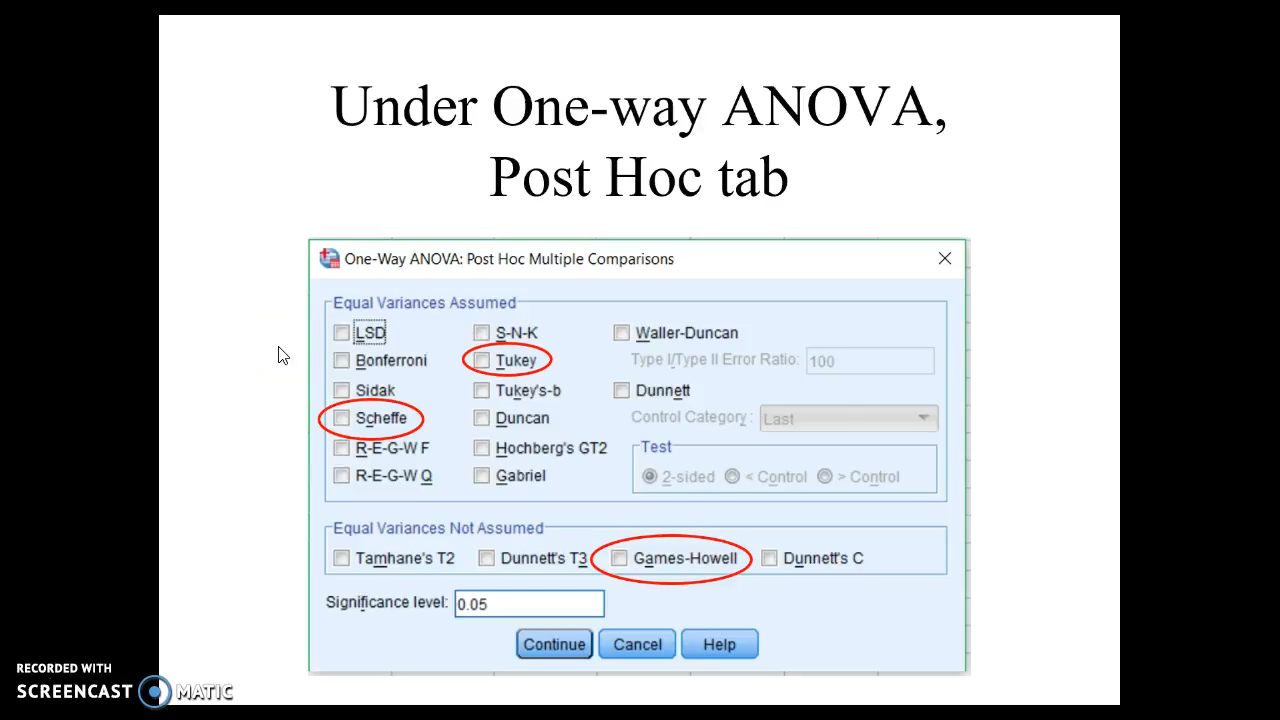 Under One-way ANOVA,
Post Hoc tab
One-Way ANOVA: Post Hoc Multiple Comparisons
Equal Variances Assumed
LSD S-N-K Waller-Duncan
Bonferroni Tukey Type I/Type II Error Ratio: 100
Sidak Tukey's-b Dunnett
Scheffe Duncan Control Category: Last
R-E-G-W F Hochberg's GT2 Test
R-E-G-W Q Gabriel 2-sided < Control > Control
Equal Variances Not Assumed
Tamhane's T2 Dunnett's T3 Games-Howell Dunnett's C
Significance level: 0.05
Continue Cancel Help
RECORDED WITH
SCREENCAST MATIC